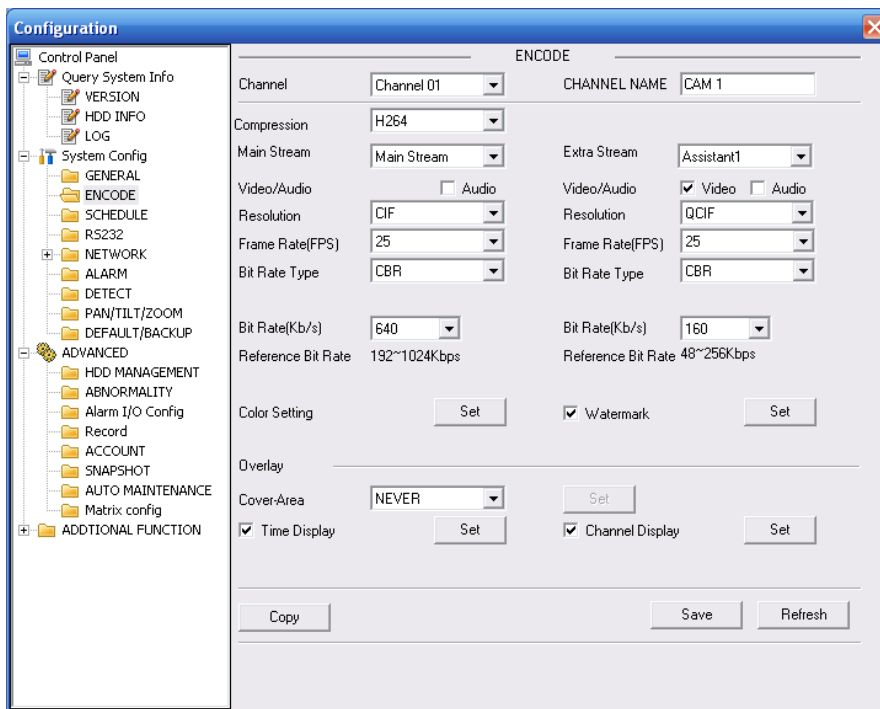 Configuration
Control Panel
Query System Info
VERSION
HDD INFO
LOG
System Config
GENERAL
ENCODE
SCHEDULE
RS232
NETWORK
ALARM
DETECT
PAN/TILT/ZOOM
DEFAULT/BACKUP
ADVANCED
HDD MANAGEMENT
ABNORMALITY
Alarm I/O Config
Record
ACCOUNT
SNAPSHOT
AUTO MAINTENANCE
Matrix config
ADDTIONAL FUNCTION
ENCODE
Channel Channel 01 CHANNEL NAME CAM 1
Compression H264
Main Stream Main Stream Extra Stream Assistant1
Video/Audio Audio Video/Audio Video Audio
Resolution CIF Resolution QCIF
Frame Rate(FPS) 25 Frame Rate(FPS) 25
Bit Rate Type CBR Bit Rate Type CBR
Bit Rate(Kb/s) 640 Bit Rate(Kb/s) 160
Reference Bit Rate 192~1024Kbps Reference Bit Rate 48~256Kbps
Color Setting Set Watermark Set
Overlay
Cover-Area NEVER Set
Time Display Set Channel Display Set
Copy Save Refresh